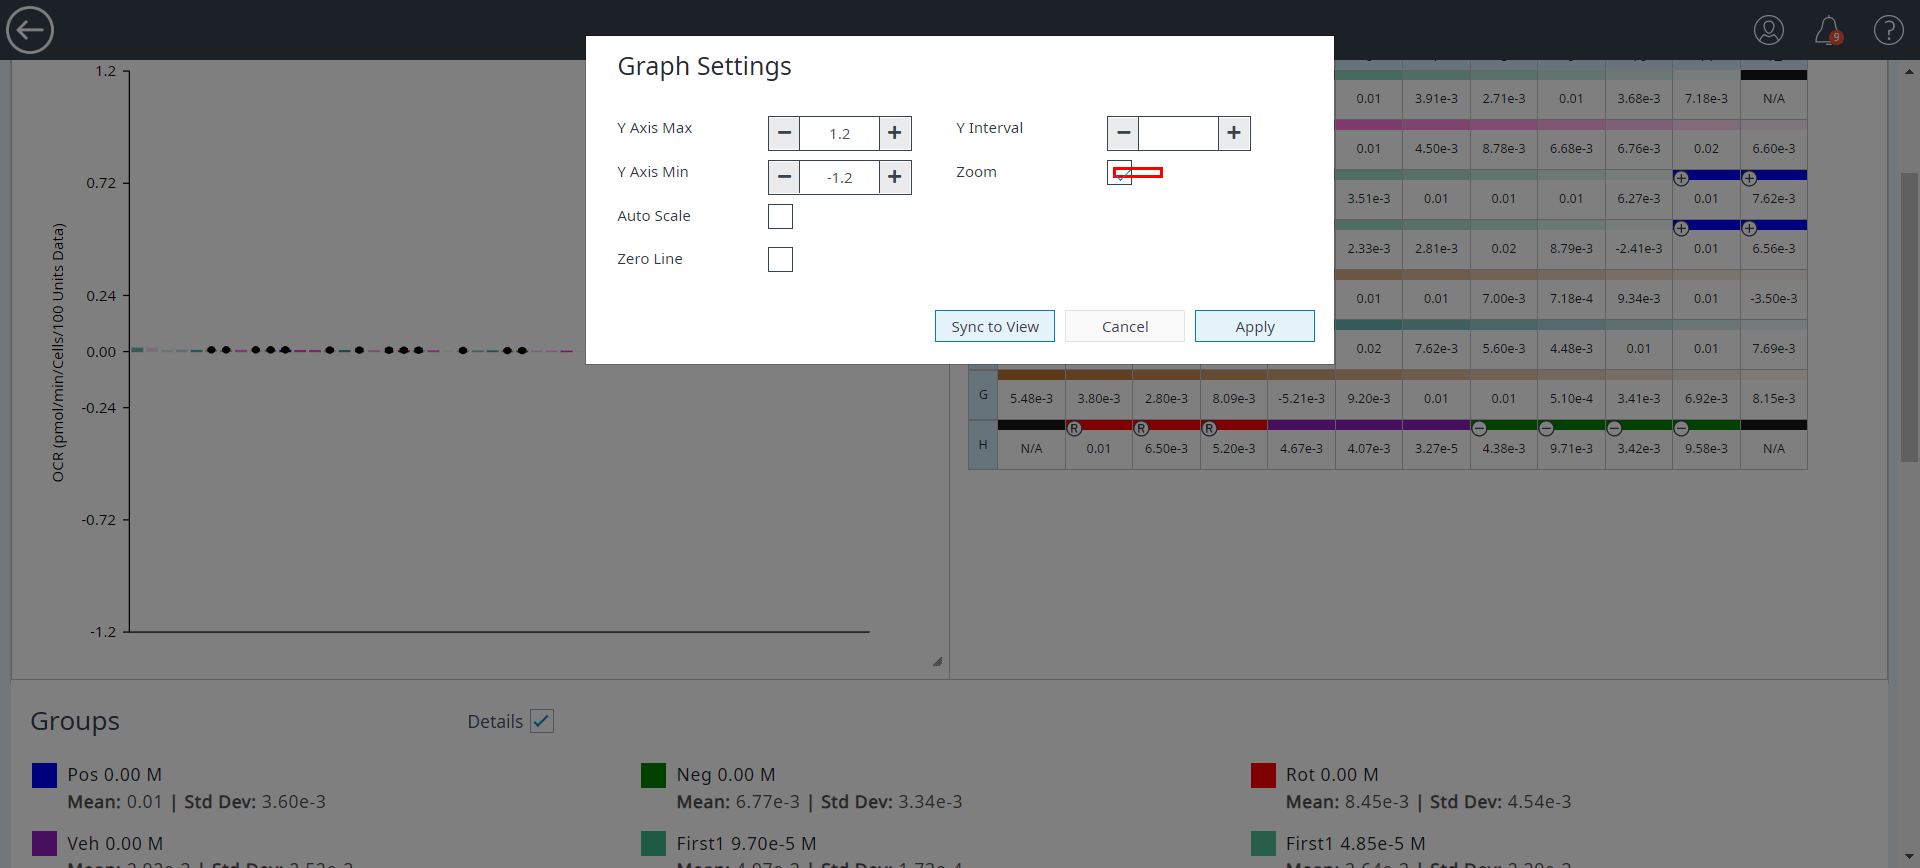 9
Graph Settings
Y Axis Max 1.2 Y Interval
Y Axis Min -1.2 Zoom
Auto Scale
Zero Line
Sync to View Cancel Apply
OCR (pmol/min/Cells/100 Units Data)
1.2
0.72
0.24
0.00
-0.24
-0.72
-1.2
0.01 3.91e-3 2.71e-3 0.01 3.68e-3 7.18e-3 N/A
0.01 4.50e-3 8.78e-3 6.68e-3 6.76e-3 0.02 6.60e-3
3.51e-3 0.01 0.01 0.01 6.27e-3 0.01 7.62e-3
2.33e-3 2.81e-3 0.02 8.79e-3 -2.41e-3 0.01 6.56e-3
0.01 0.01 7.00e-3 7.18e-4 9.34e-3 0.01 -3.50e-3
0.02 7.62e-3 5.60e-3 4.48e-3 0.01 0.01 7.69e-3
G 5.48e-3 3.80e-3 2.80e-3 8.09e-3 -5.21e-3 9.20e-3 0.01 0.01 5.10e-4 3.41e-3 6.92e-3 8.15e-3
R R R
H N/A 0.01 6.50e-3 5.20e-3 4.67e-3 4.07e-3 3.27e-5 4.38e-3 9.71e-3 3.42e-3 9.58e-3 N/A
Groups Details
Pos 0.00 M
Mean: 0.01 | Std Dev: 3.60e-3
Neg 0.00 M
Mean: 6.77e-3 | Std Dev: 3.34e-3
Rot 0.00 M
Mean: 8.45e-3 | Std Dev: 4.54e-3
Veh 0.00 M
First1 9.70e-5 M
First1 4.85e-5 M